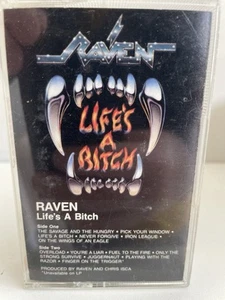 RAVEN
LIFE'S
A
BITCH
RAVEN
Life's A Bitch
Side One
THE SAVAGE AND THE HUNGRY • PICK YOUR WINDOW •
LIFE'S A BITCH • NEVER FORGIVE • IRON LEAGUE •
ON THE WINGS OF AN EAGLE
Side Two
OVERLOAD • YOU'RE A LIAR • FUEL TO THE FIRE • ONLY THE
STRONG SURVIVE • JUGGERNAUT • PLAYING WITH THE
RAZOR • FINGER ON THE TRIGGER*
PRODUCED BY RAVEN AND CHRIS ISCA
*Unavailable on LP